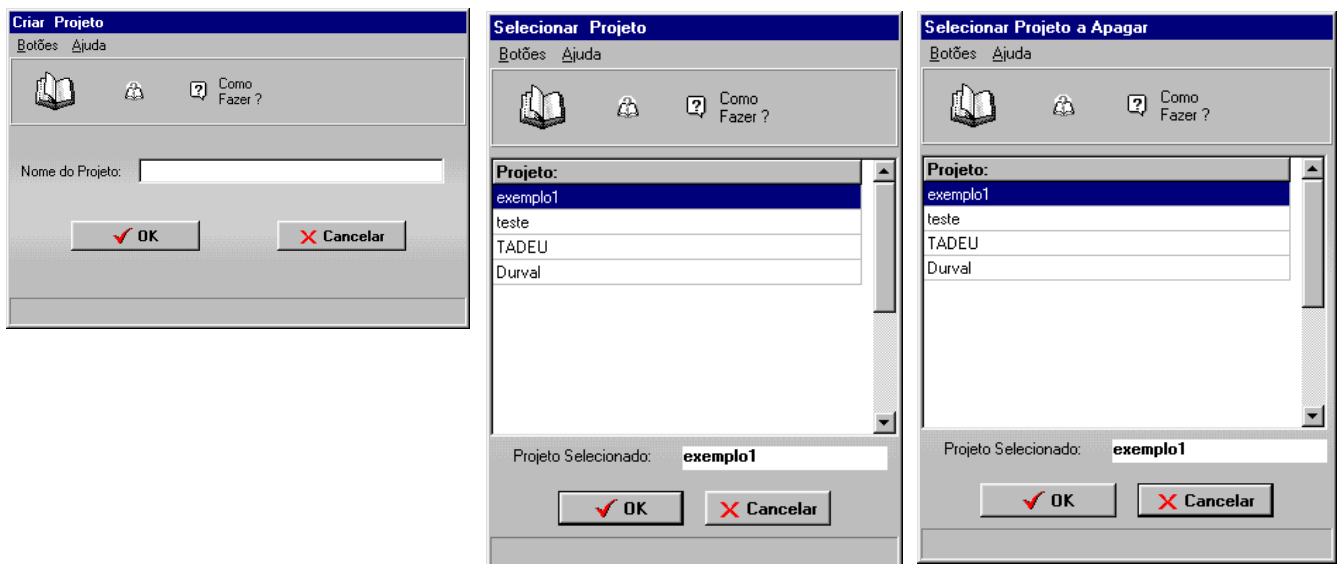 Criar Projeto
Botões Ajuda
Como
Fazer ?
Nome do Projeto:
OK Cancelar
Selecionar Projeto
Botões Ajuda
Como
Fazer ?
Projeto:
exemplo1
teste
TADEU
Durval
Projeto Selecionado: exemplo1
OK Cancelar
Selecionar Projeto a Apagar
Botões Ajuda
Como
Fazer ?
Projeto:
exemplo1
teste
TADEU
Durval
Projeto Selecionado: exemplo1
OK Cancelar